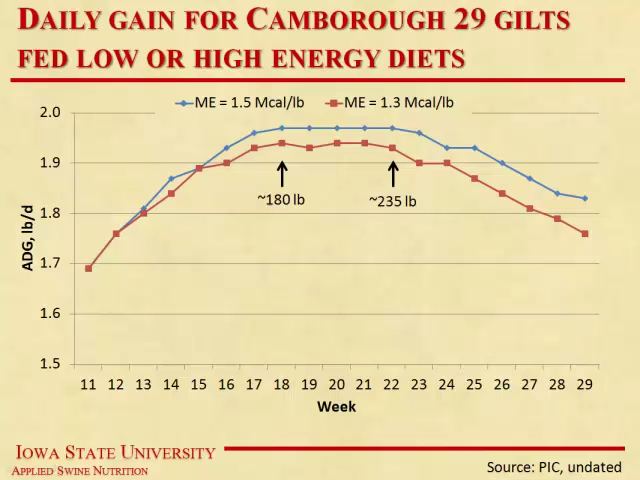 DAILY GAIN FOR CAMBOROUGH 29 GILTS
FED LOW OR HIGH ENERGY DIETS
ME = 1.5 Mcal/lb ME = 1.3 Mcal/lb
2.0
1.9
1.8
1.7
1.6
1.5
ADG, lb/d
~180 lb
~235 lb
11 12 13 14 15 16 17 18 19 20 21 22 23 24 25 26 27 28 29
Week
IOWA STATE UNIVERSITY
APPLIED SWINE NUTRITION
Source: PIC, undated